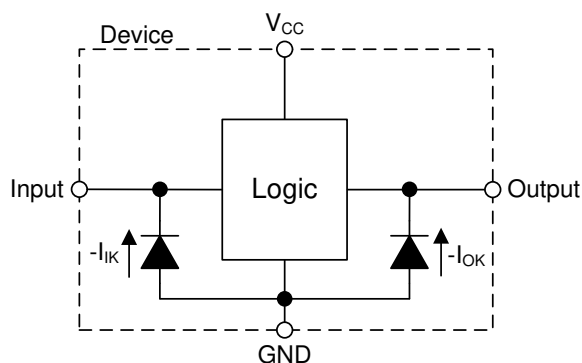 V_CC
Device
Input
Logic
Output
-I_IK
-I_OK
GND